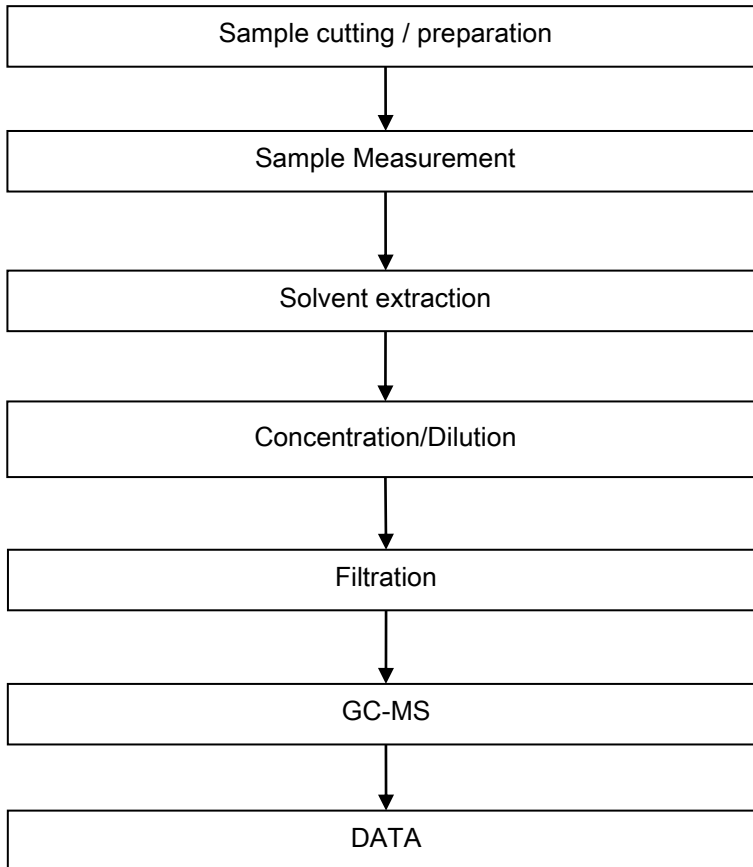 Sample cutting / preparation
Sample Measurement
Solvent extraction
Concentration/Dilution
Filtration
GC-MS
DATA